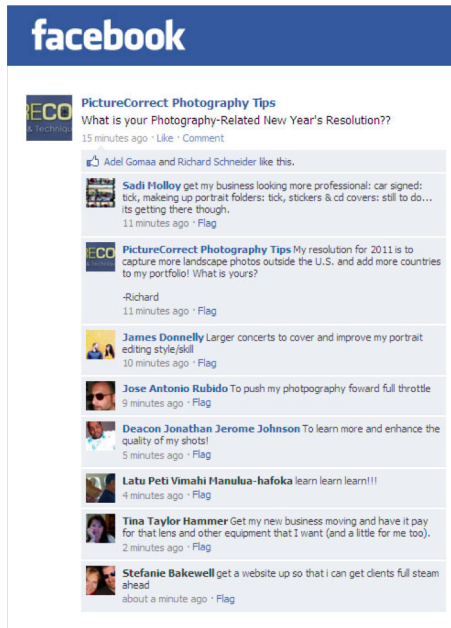 facebook
ECO
& Techniqu
PictureCorrect Photography Tips
What is your Photography-Related New Year's Resolution??
15 minutes ago · Like · Comment
Adel Gomaa and Richard Schneider like this.
Sadi Molloy get my business looking more professional: car signed:
tick, makeing up portrait folders: tick, stickers & cd covers: still to do...
its getting there though.
11 minutes ago · Flag
ECO
PictureCorrect Photography Tips My resolution for 2011 is to
capture more landscape photos outside the U.S. and add more countries
to my portfolio! What is yours?
-Richard
11 minutes ago · Flag
James Donnelly Larger concerts to cover and improve my portrait
editing style/skill
10 minutes ago · Flag
Jose Antonio Rubido To push my photpography foward full throttle
9 minutes ago · Flag
Deacon Jonathan Jerome Johnson To learn more and enhance the
quality of my shots!
5 minutes ago · Flag
Latu Peti Vimahi Manulua-hafoka learn learn learn!!!
4 minutes ago · Flag
Tina Taylor Hammer Get my new business moving and have it pay
for that lens and other equipment that I want (and a little for me too).
2 minutes ago · Flag
Stefanie Bakewell get a website up so that i can get clients full steam
ahead
about a minute ago · Flag